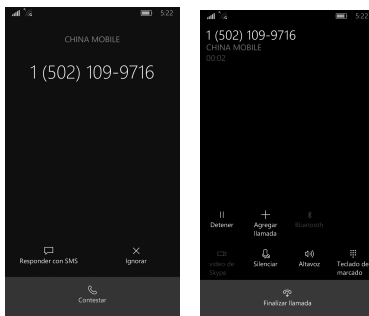 5:22
CHINA MOBILE
1 (502) 109-9716
Responder con SMS
Ignorar
Contestar
5:22
1 (502) 109-9716
CHINA MOBILE
00:02
Detener
Agregar
llamada
Bluetooth
vídeo de
Skype
Silenciar
Altavoz
Teclado de
marcado
Finalizar llamada